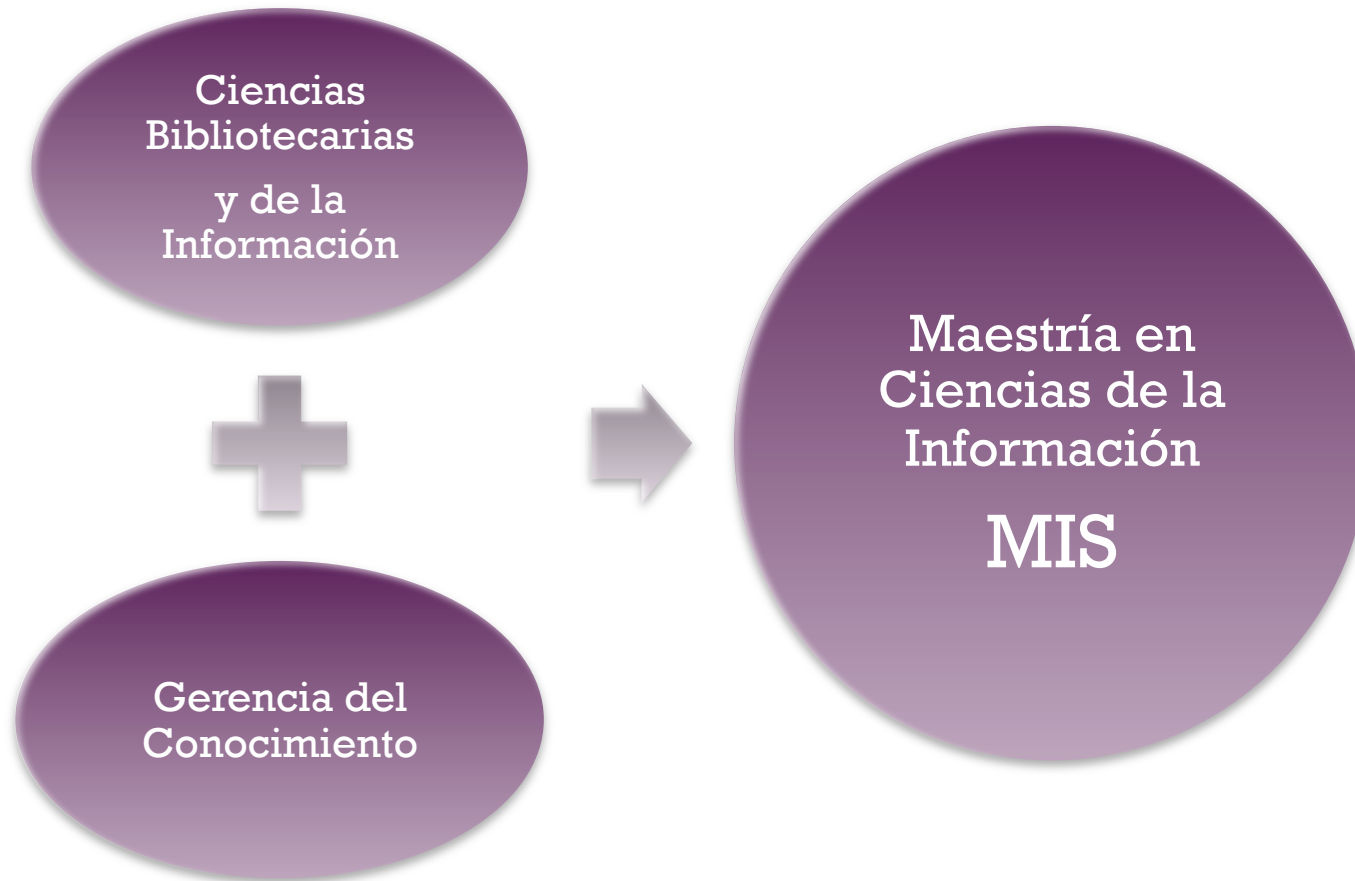 Ciencias
Bibliotecarias
y de la
Información
Gerencia del
Conocimiento
Maestría en
Ciencias de la
Información
MIS